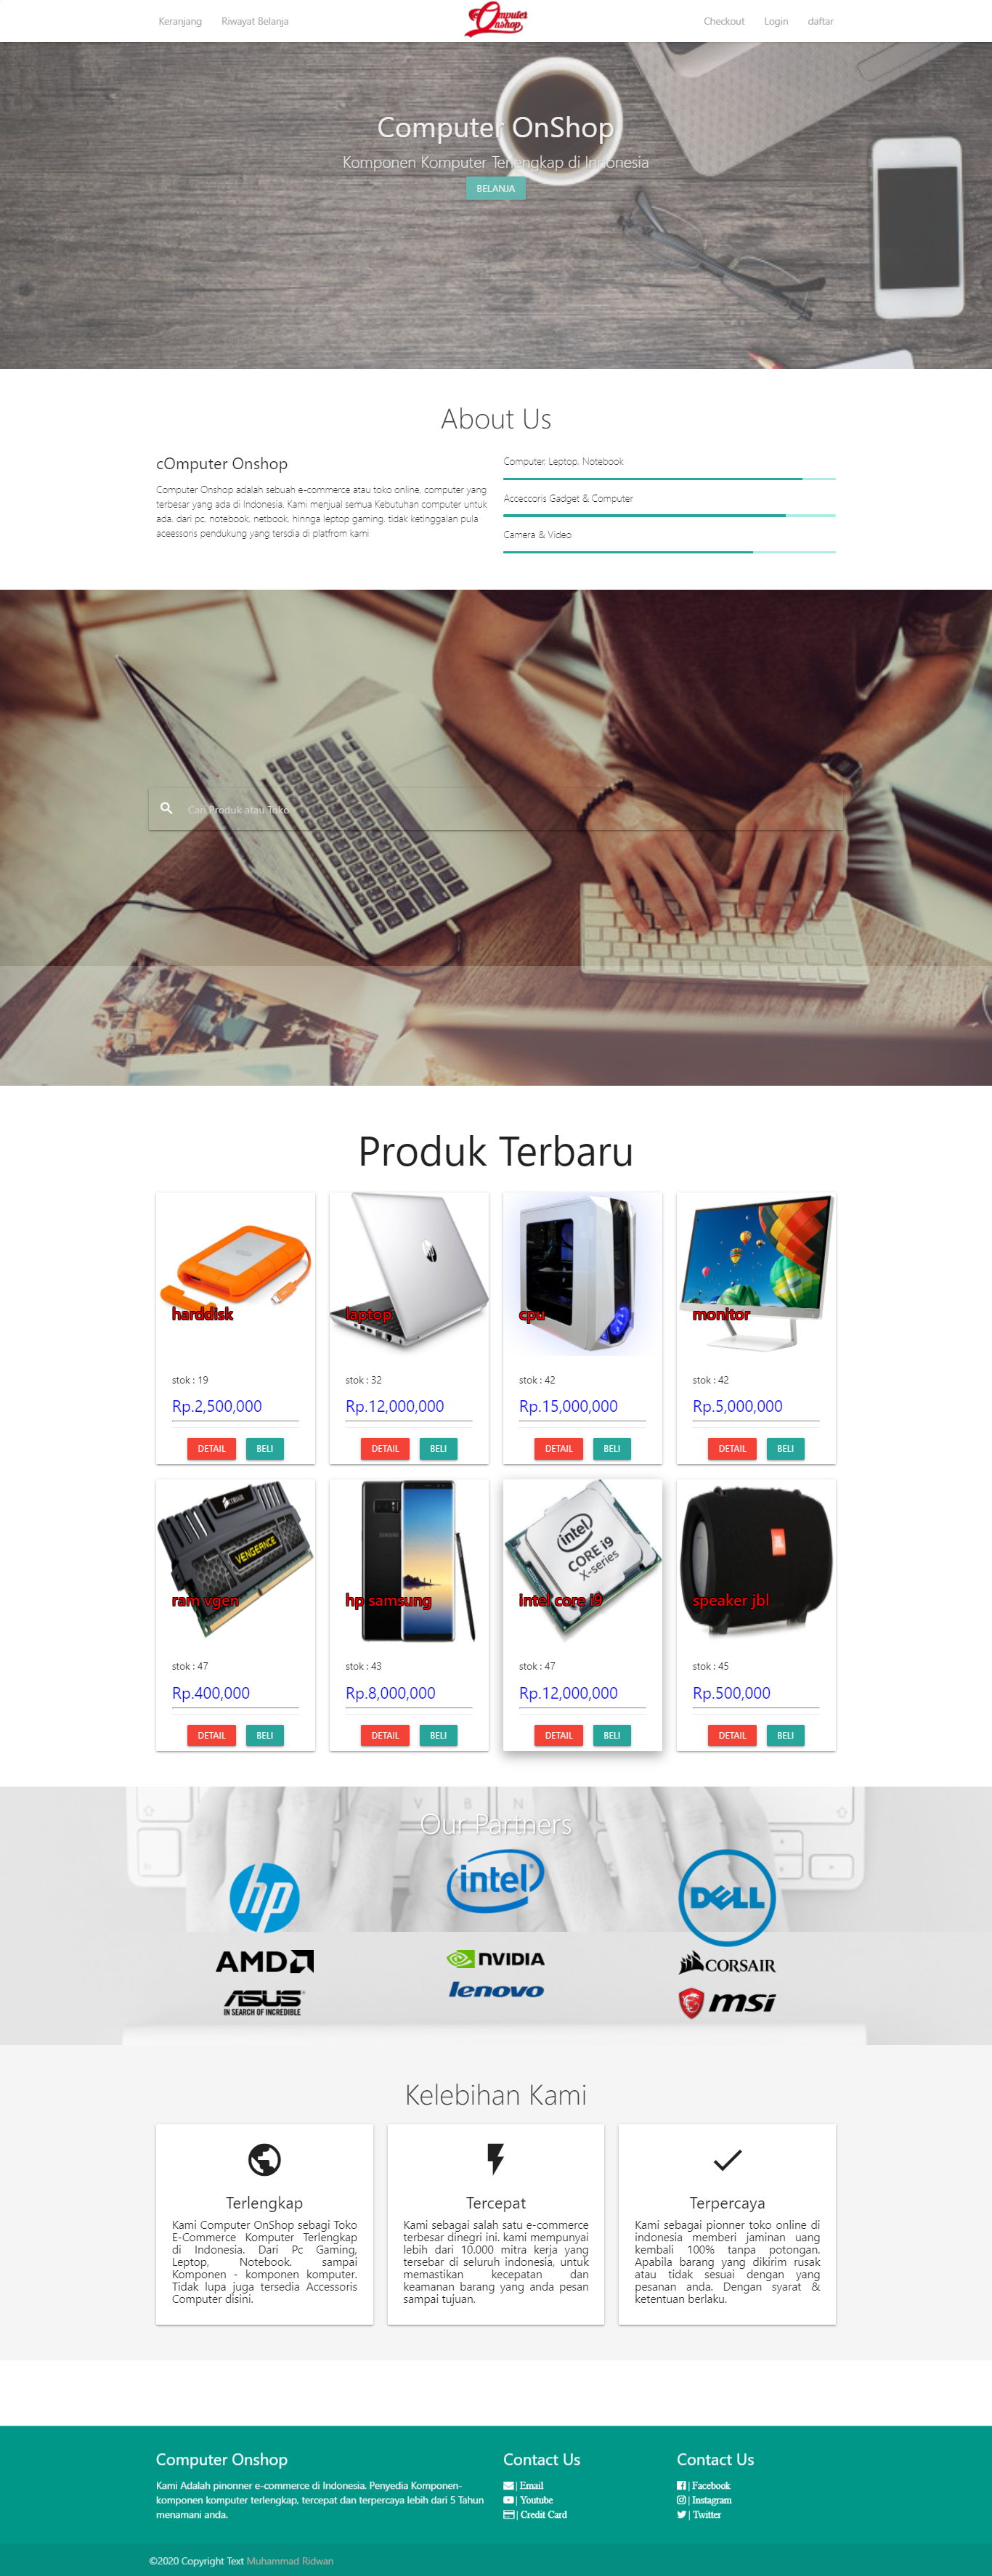 Keranjang Riwayat Belanja Computer Onshop Checkout Login daftar
Computer OnShop
Komponen Komputer Terlengkap di Indonesia
BELANJA
About Us
cOmputer Onshop
Computer Onshop adalah sebuah e-commerce atau toko online, computer yang
terbesar yang ada di Indonesia. Kami menjual semua Kebutuhan computer untuk
ada. dari pc, notebook, netbook, hinnga leptop gaming. tidak ketinggalan pula
aceessoris pendukung yang tersdia di platfrom kami
Computer, Leptop, Notebook
Acceccoris Gadget & Computer
Camera & Video
Cari Produk atau Toko
Produk Terbaru
harddisk
stok : 19
Rp.2,500,000
DETAIL BELI
laptop
stok : 32
Rp.12,000,000
DETAIL BELI
cpu
stok : 42
Rp.15,000,000
DETAIL BELI
monitor
stok : 42
Rp.5,000,000
DETAIL BELI
CORSAIR
VENGEANCE
ram vgen
stok : 47
Rp.400,000
DETAIL BELI
SAMSUNG
hp samsung
stok : 43
Rp.8,000,000
DETAIL BELI
intel
CORE i9
X-series
intel core i9
stok : 47
Rp.12,000,000
DETAIL BELI
JBL
speaker jbl
stok : 45
Rp.500,000
DETAIL BELI
V B N
Our Partners
hp intel DELL
AMD NVIDIA CORSAIR
ASUS lenovo msi
IN SEARCH OF INCREDIBLE
Kelebihan Kami
Terlengkap
Kami Computer OnShop sebagi Toko
E-Commerce Komputer Terlengkap
di Indonesia. Dari Pc Gaming,
Leptop, Notebook. sampai
Komponen - komponen komputer.
Tidak lupa juga tersedia Accessoris
Computer disini.
Tercepat
Kami sebagai salah satu e-commerce
terbesar dinegri ini. kami mempunyai
lebih dari 10.000 mitra kerja yang
tersebar di seluruh indonesia, untuk
memastikan kecepatan dan
keamanan barang yang anda pesan
sampai tujuan.
Terpercaya
Kami sebagai pionner toko online di
indonesia memberi jaminan uang
kembali 100% tanpa potongan.
Apabila barang yang dikirim rusak
atau tidak sesuai dengan yang
pesanan anda. Dengan syarat &
ketentuan berlaku.
Computer Onshop
Kami Adalah pinonner e-commerce di Indonesia. Penyedia Komponen-
komponen komputer terlengkap, tercepat dan terpercaya lebih dari 5 Tahun
menamani anda.
Contact Us
| Email
| Youtube
| Credit Card
Contact Us
| Facebook
| Instagram
| Twitter
©2020 Copyright Text Muhammad Ridwan